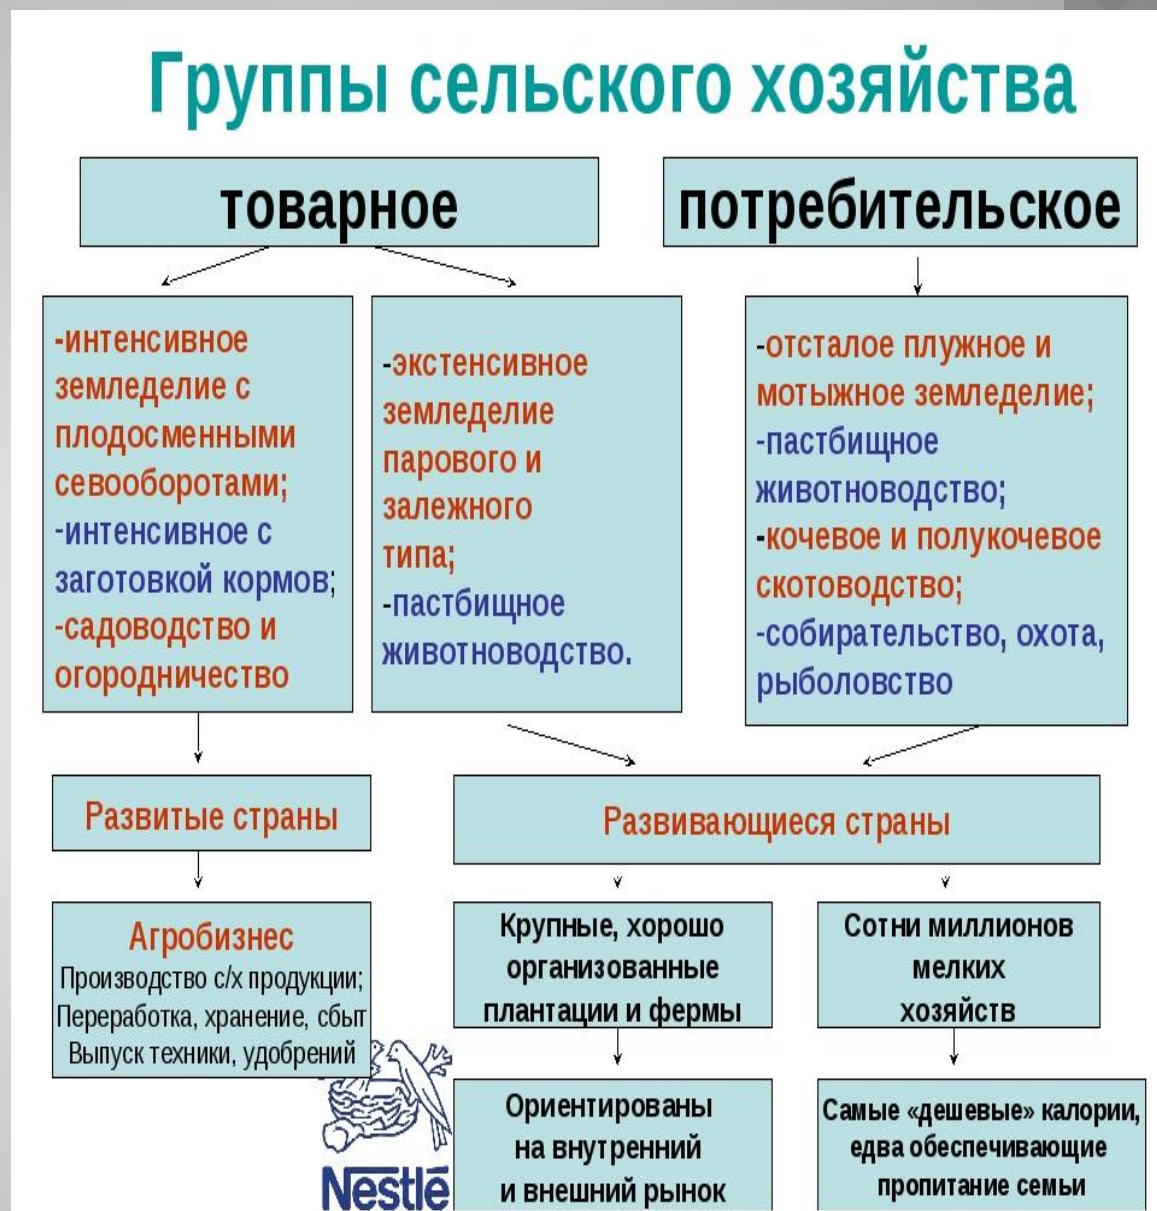 Группы сельского хозяйства
товарное
потребительское
-интенсивное
земледелие с
плодосменными
севооборотами;
-интенсивное с
заготовкой кормов;
-садоводство и
огородничество
-экстенсивное
земледелие
парового и
залежного
типа;
-пастбищное
животноводство.
-отсталое плужное и
мотыжное земледелие;
-пастбищное
животноводство;
-кочевое и полукочевое
скотоводство;
-собирательство, охота,
рыболовство
Развитые страны
Развивающиеся страны
Агробизнес
Производство с/х продукции;
Переработка, хранение, сбыт
Выпуск техники, удобрений
Крупные, хорошо
организованные
плантации и фермы
Сотни миллионов
мелких
хозяйств
Nestlé
Ориентированы
на внутренний
и внешний рынок
Самые «дешевые» калории,
едва обеспечивающие
пропитание семьи